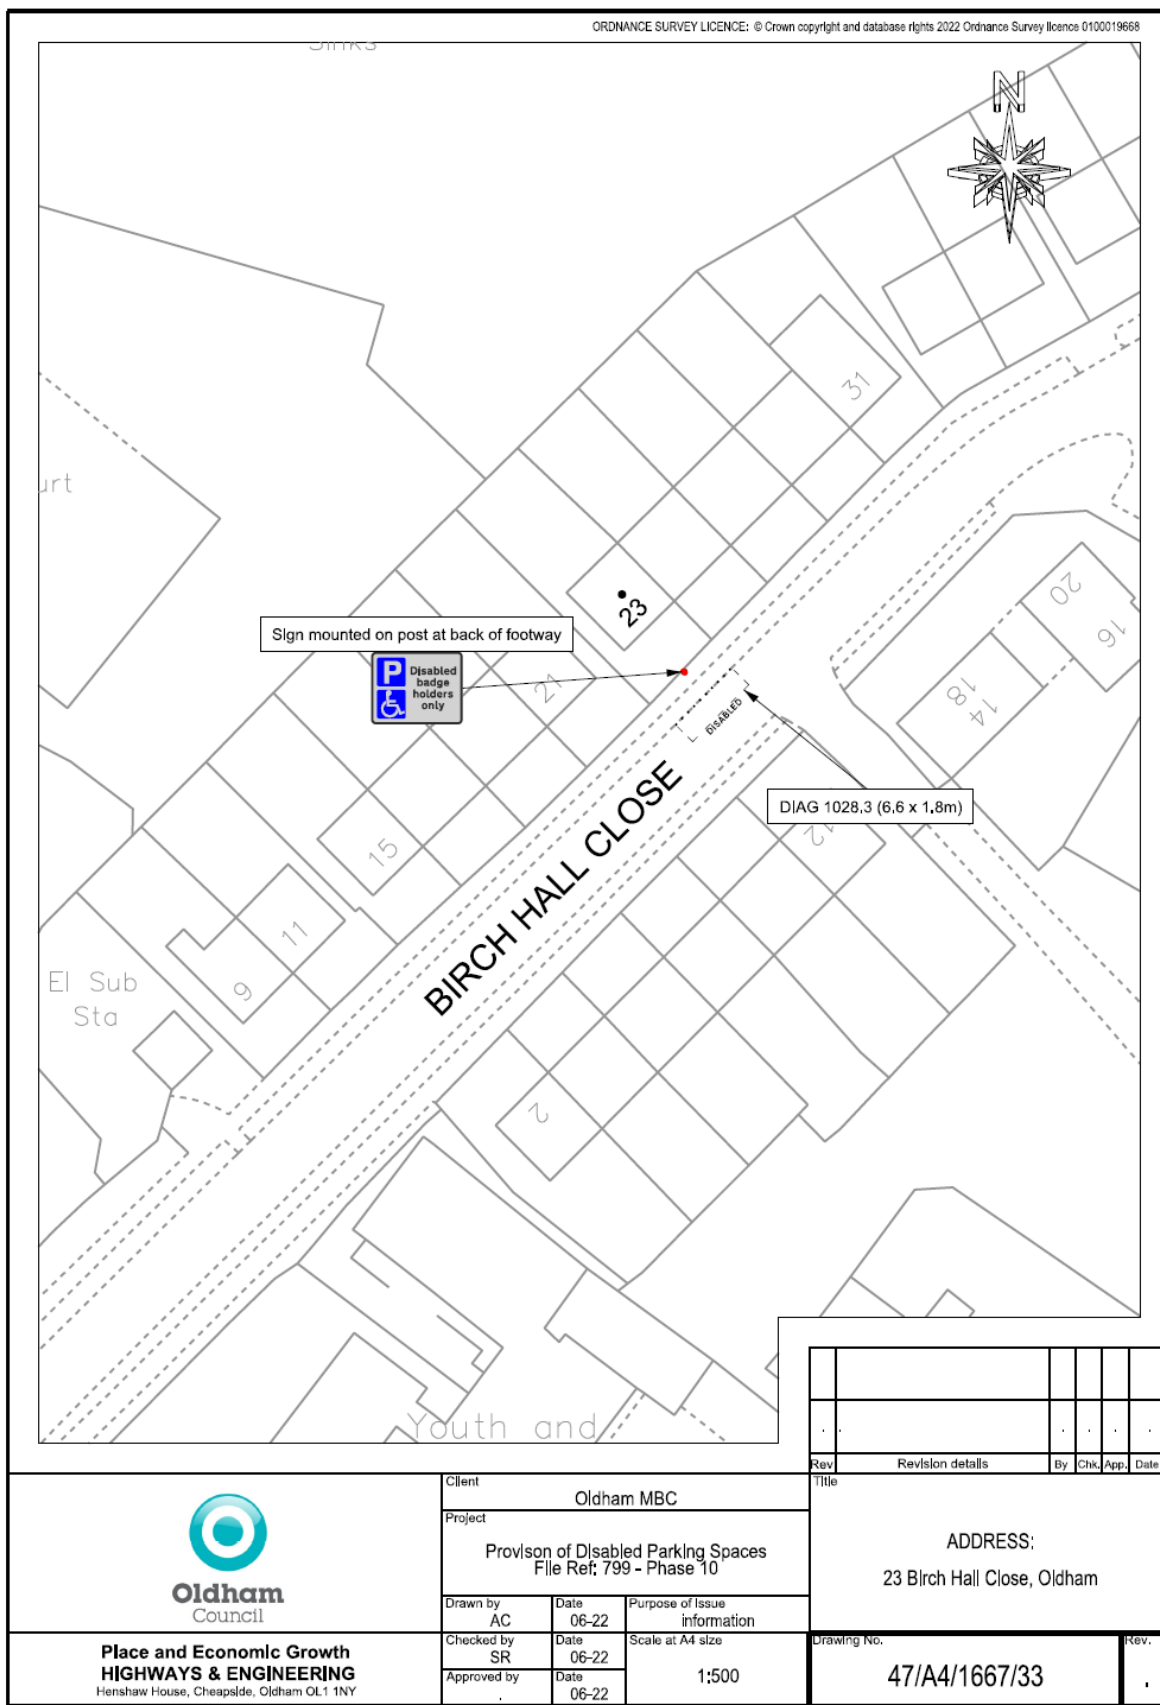 ORDNANCE SURVEY LICENCE: © Crown copyright and database rights 2022 Ordnance Survey licence 0100019668
Sinks
N
31
urt
23
20
16
Sign mounted on post at back of footway
P Disabled
badge
holders
only
21
18
14
DISABLED
DIAG 1028.3 (6.6 x 1.8m)
12
BIRCH HALL CLOSE
15
11
9
El Sub
Sta
2
Youth and
Rev
Revision details
By
Chk.
App.
Date
Oldham
Council
Place and Economic Growth
HIGHWAYS & ENGINEERING
Henshaw House, Cheapside, Oldham OL1 1NY
Client
Oldham MBC
Project
Provison of Disabled Parking Spaces
File Ref: 799 - Phase 10
Drawn by
AC
Date
06-22
Purpose of Issue
information
Checked by
SR
Date
06-22
Scale at A4 size
1:500
Approved by
.
Date
06-22
Title
ADDRESS:
23 Birch Hall Close, Oldham
Drawing No.
47/A4/1667/33
Rev.
.